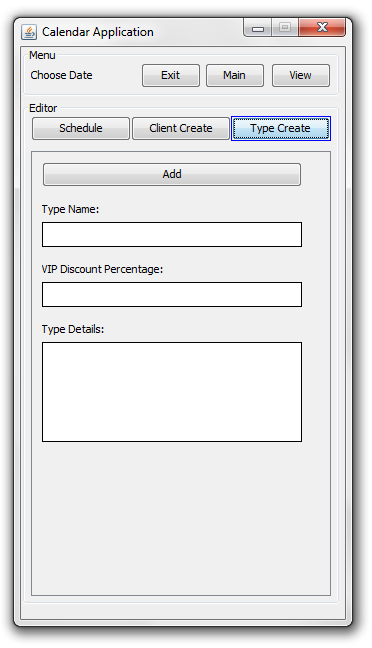 Calendar Application
Menu
Choose Date Exit Main View
Editor
Schedule Client Create Type Create
Add
Type Name:
VIP Discount Percentage:
Type Details: